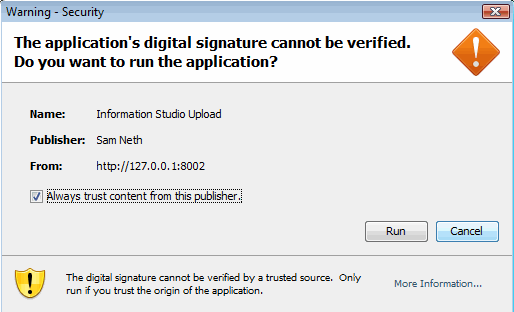 Warning - Security
The application's digital signature cannot be verified.
Do you want to run the application?
Name: Information Studio Upload
Publisher: Sam Neth
From: http://127.0.0.1:8002
Always trust content from this publisher.
Run Cancel
The digital signature cannot be verified by a trusted source. Only
run if you trust the origin of the application.
More Information...